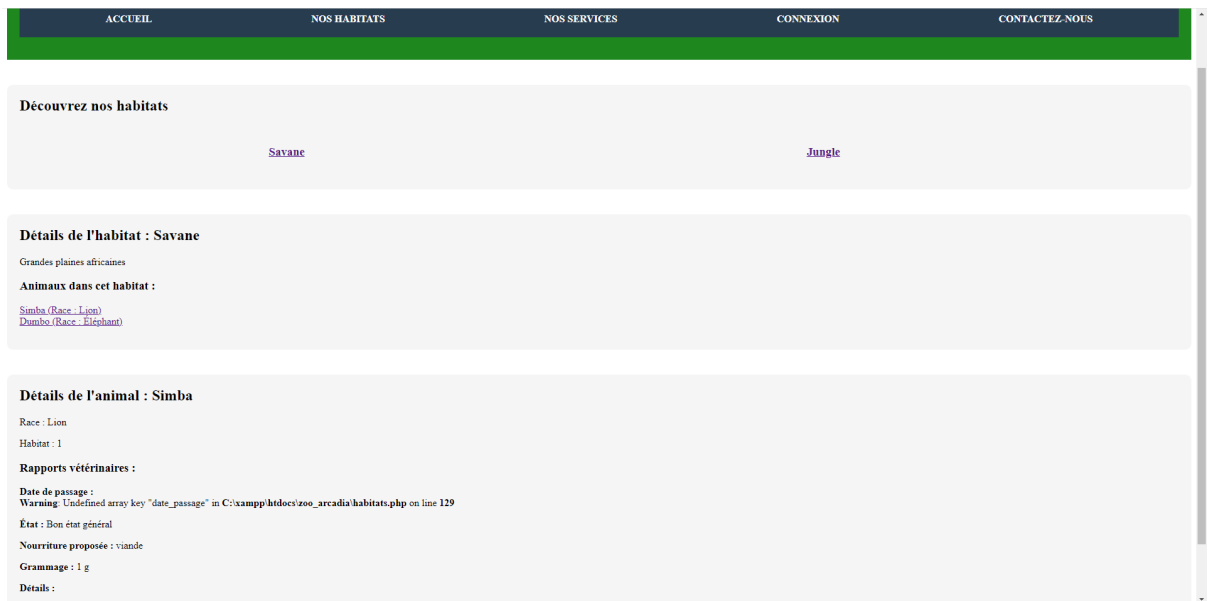 ACCUEIL NOS HABITATS NOS SERVICES CONNEXION CONTACTEZ-NOUS
Découvrez nos habitats
Savane Jungle
Détails de l'habitat : Savane
Grandes plaines africaines
Animaux dans cet habitat :
Simba (Race : Lion)
Dumbo (Race : Éléphant)
Détails de l'animal : Simba
Race : Lion
Habitat : 1
Rapports vétérinaires :
Date de passage :
Warning: Undefined array key "date_passage" in C:\xampp\htdocs\zoo_arcadia\habitats.php on line 129
État : Bon état général
Nourriture proposée : viande
Grammage : 1 g
Détails :